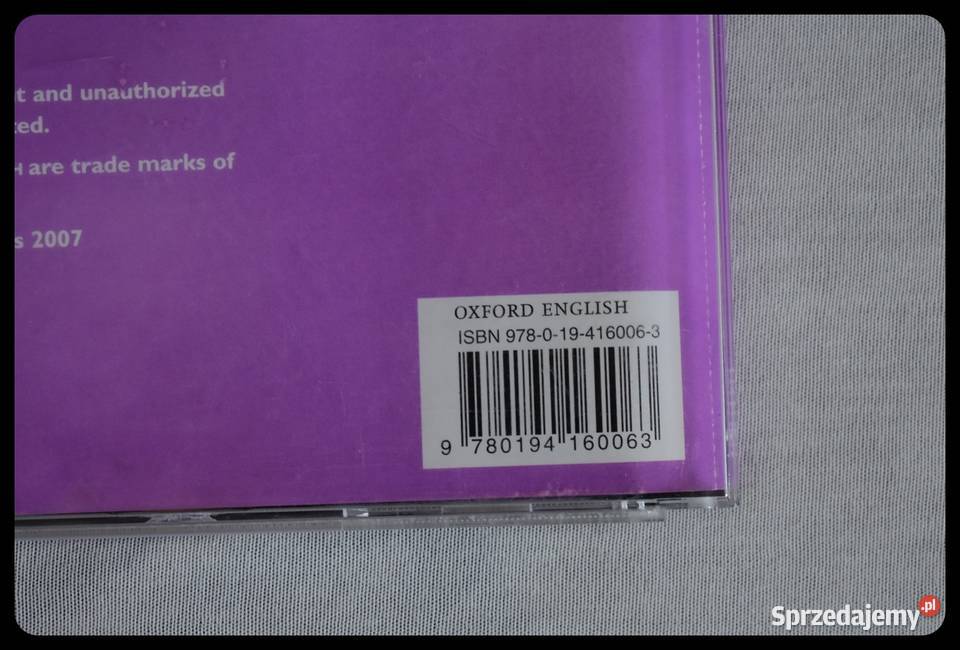 t and unauthorized
ted.
H are trade marks of
s 2007
OXFORD ENGLISH
ISBN 978-0-19-416006-3
9 780194 160063
Sprzedajemy.pl